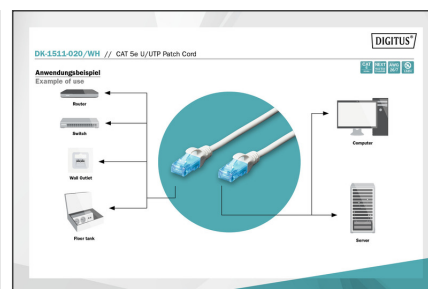 DIGITUS®
DK-1511-020/WH // CAT 5e U/UTP Patch Cord
Anwendungsbeispiel
Example of use
Router
Switch
Wall Outlet
Floor tank
Computer
Server